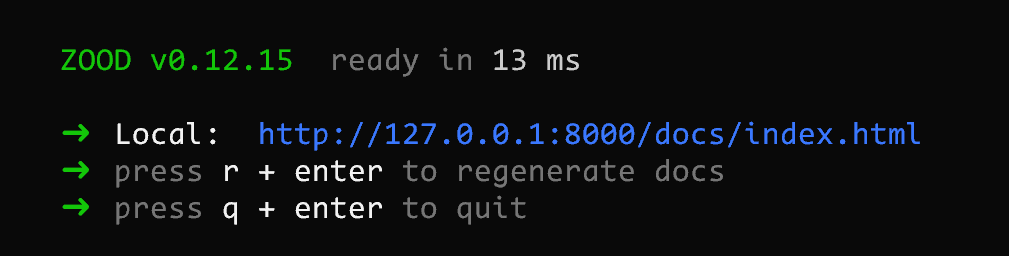 ZOOD v0.12.15 ready in 13 ms
➜ Local: http://127.0.0.1:8000/docs/index.html
➜ press r + enter to regenerate docs
➜ press q + enter to quit